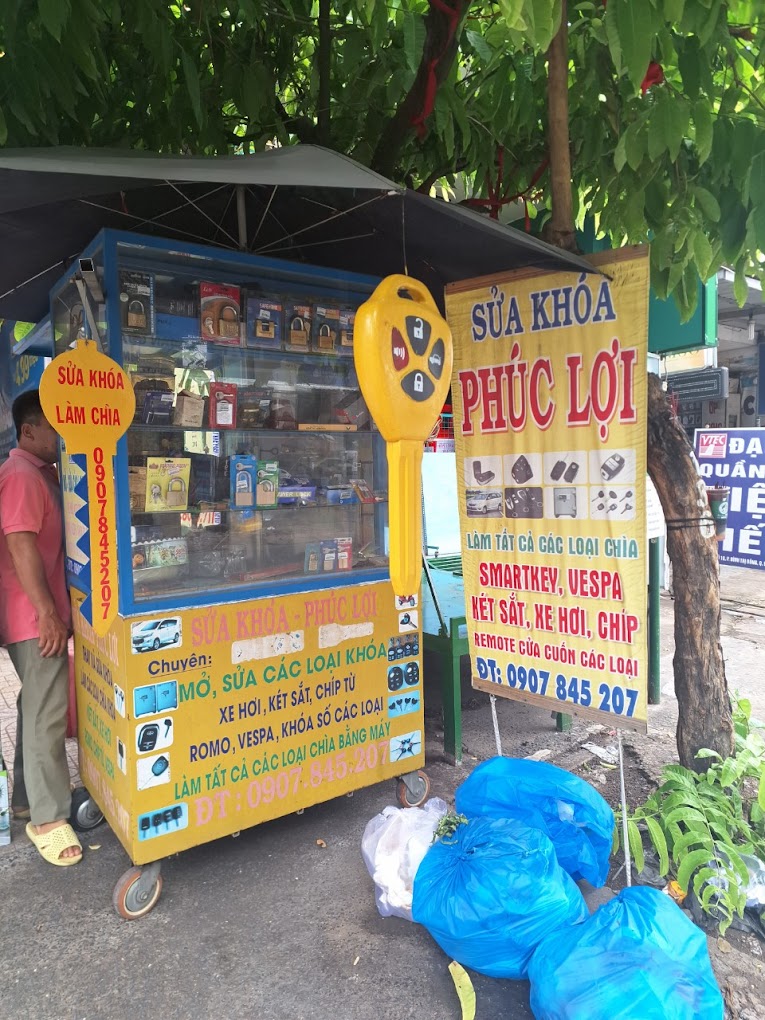 SỬA KHÓA
LÀM CHÌA
0907845207
SỬA KHÓA
PHÚC LỢI
LÀM TẤT CẢ CÁC LOẠI CHÌA
SMARTKEY, VESPA
KÉT SẮT, XE HƠI, CHÍP
REMOTE CỬA CUỐN CÁC LOẠI
ĐT: 0907 845 207
SỬA KHÓA - PHÚC LỢI
Chuyên:
MỞ, SỬA CÁC LOẠI KHÓA
XE HƠI, KÉT SẮT, CHÍP TỪ
ROMO, VESPA, KHÓA SỐ CÁC LOẠI
LÀM TẤT CẢ CÁC LOẠI CHÌA BẰNG MÁY
ĐT: 0907.845.207
VTEC
QUẦN